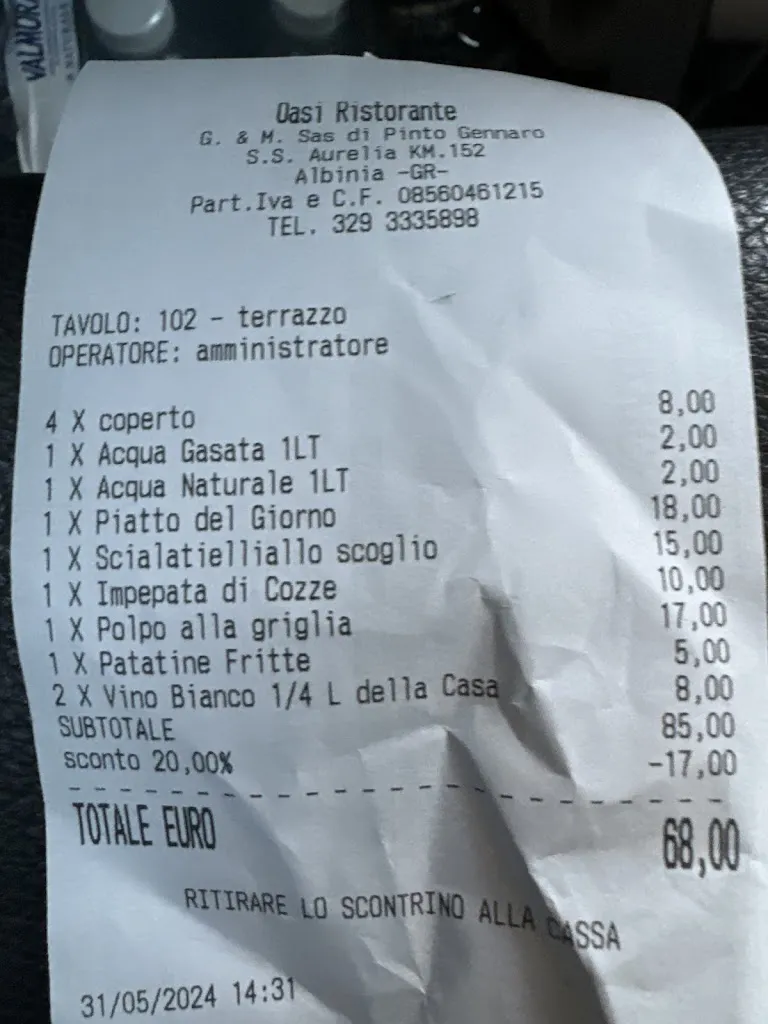 VALMORA
NATURALE
Oasi Ristorante
G. & M. Sas di Pinto Gennaro
S.S. Aurelia KM.152
Albinia -GR-
Part.Iva e C.F. 08560461215
TEL. 329 3335898
TAVOLO: 102 - terrazzo
OPERATORE: amministratore
4 X coperto 8,00
1 X Acqua Gasata 1LT 2,00
1 X Acqua Naturale 1LT 2,00
1 X Piatto del Giorno 18,00
1 X Scialatielliallo scoglio 15,00
1 X Impepata di Cozze 10,00
1 X Polpo alla griglia 17,00
1 X Patatine Fritte 5,00
2 X Vino Bianco 1/4 L della Casa 8,00
SUBTOTALE 85,00
sconto 20,00% -17,00
TOTALE EURO 68,00
RITIRARE LO SCONTRINO ALLA CASSA
31/05/2024 14:31